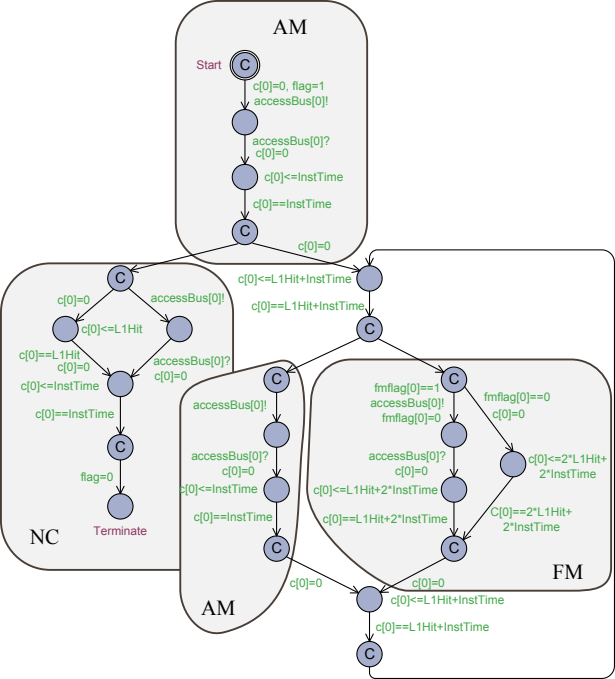 AM
Start
C
c[0]=0, flag=1
accessBus[0]!
accessBus[0]?
c[0]=0
c[0]<=InstTime
c[0]==InstTime
C
c[0]=0
C
c[0]<=L1Hit+InstTime
c[0]=0
accessBus[0]!
c[0]==L1Hit+InstTime
c[0]<=L1Hit
C
c[0]==L1Hit
c[0]=0
accessBus[0]?
c[0]=0
c[0]<=InstTime
c[0]==InstTime
C
flag=0
Terminate
NC
C
accessBus[0]!
accessBus[0]?
c[0]=0
c[0]<=InstTime
c[0]==InstTime
C
c[0]=0
AM
C
fmflag[0]==1
accessBus[0]!
fmflag[0]=0
fmflag[0]==0
c[0]=0
accessBus[0]?
c[0]=0
c[0]<=2*L1Hit+
2*InstTime
c[0]<=L1Hit+2*InstTime
c[0]==L1Hit+2*InstTime
C[0]==2*L1Hit+
2*InstTime
C
FM
c[0]=0
c[0]<=L1Hit+InstTime
c[0]==L1Hit+InstTime
C